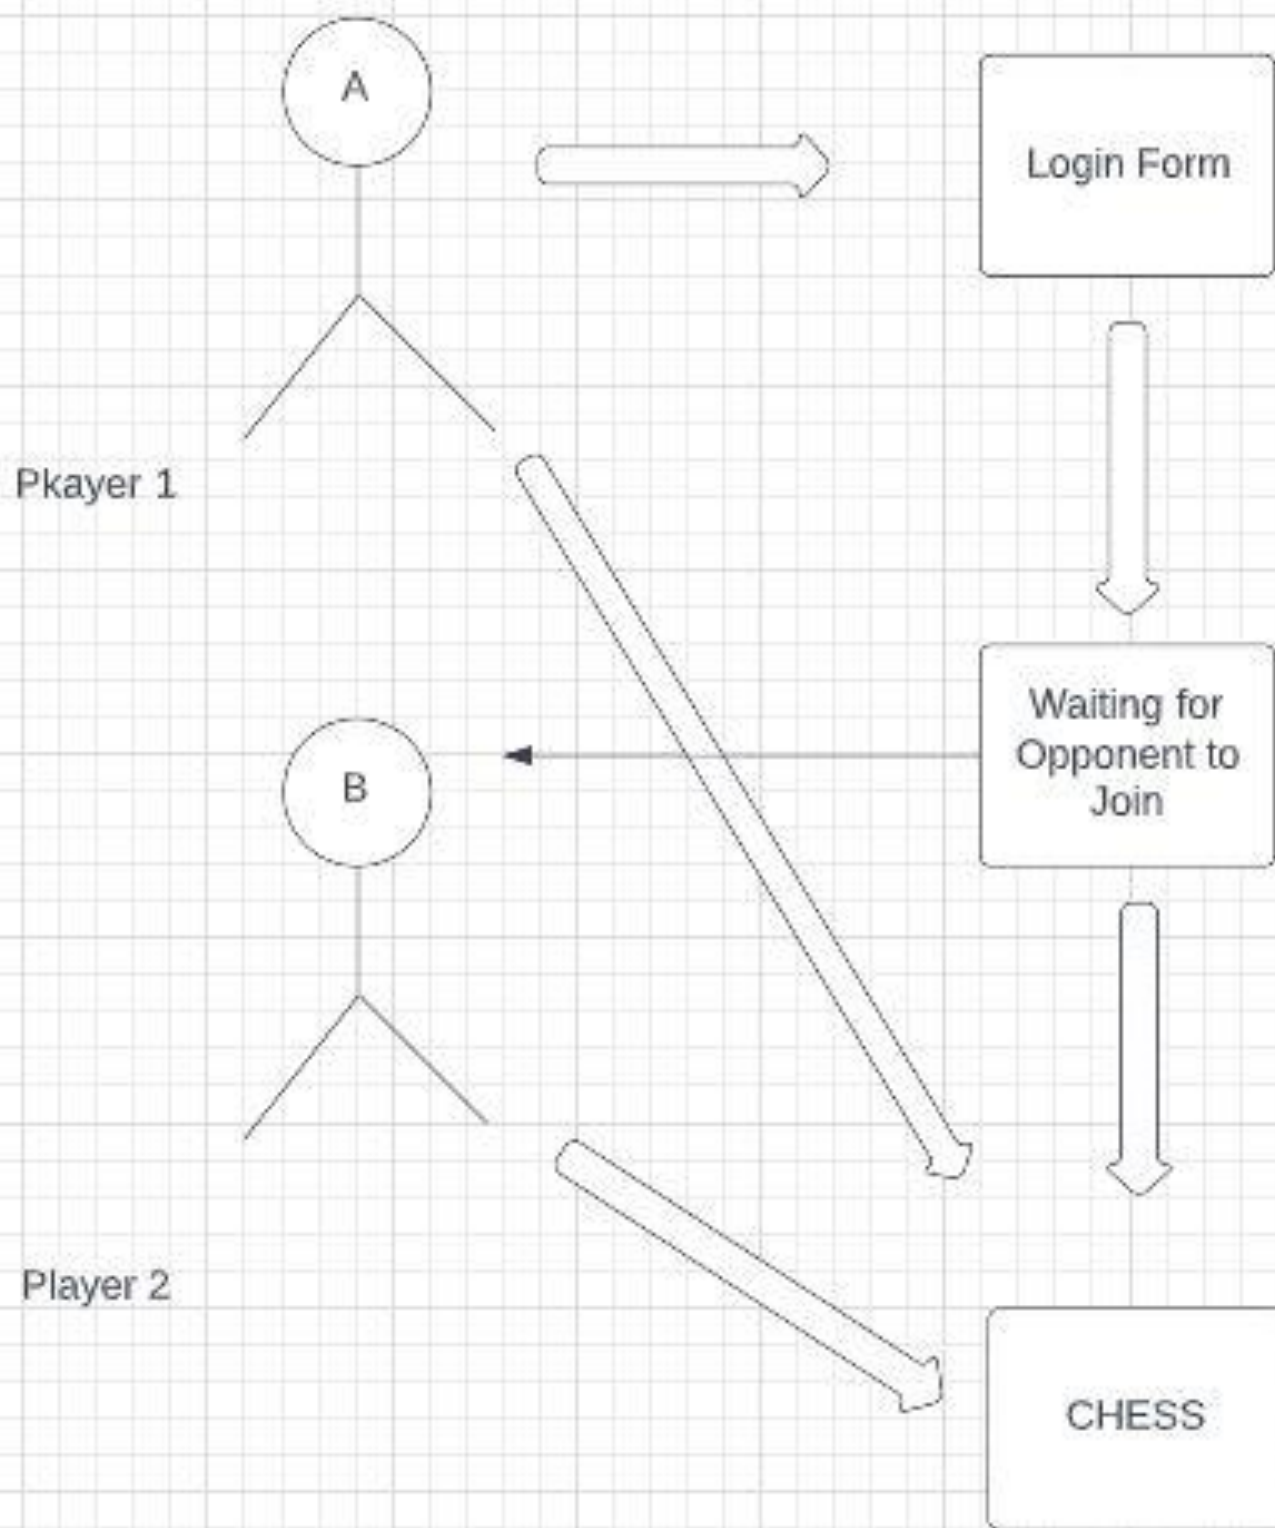 A
Login Form
Pkayer 1
Waiting for
Opponent to
Join
B
Player 2
CHESS